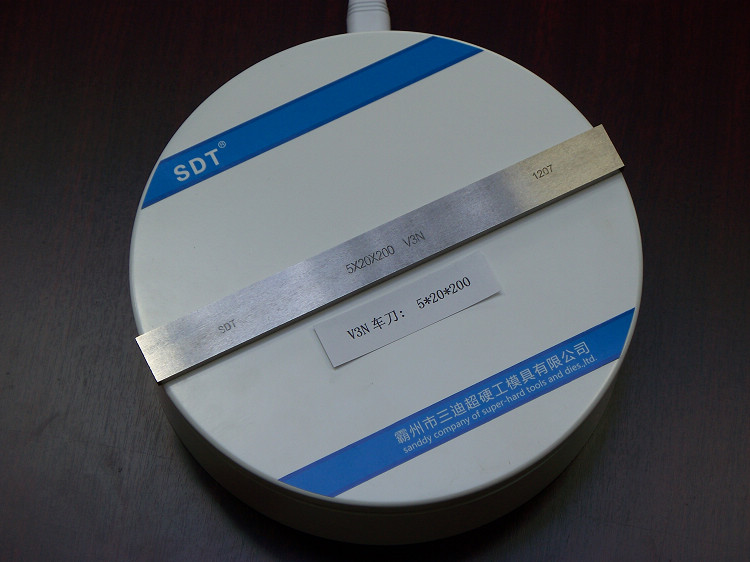 SDT®
1207
5X20X200 V3N
SDT
V3N 车刀: 5*20*200
霸州市三迪超硬工模具有限公司
sanddy company of super-hard tools and dies.,ltd.